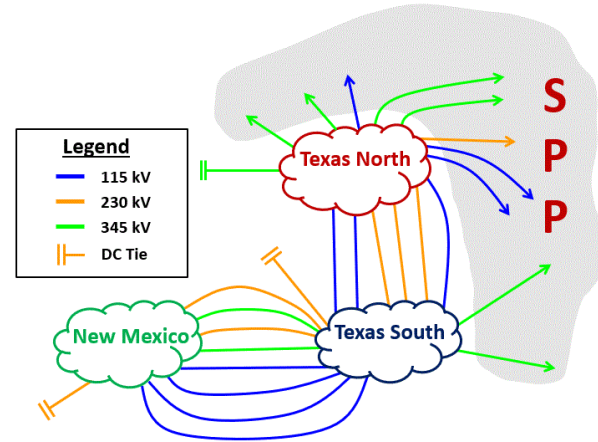 S
P
P
Texas North
Legend
115 kV
230 kV
345 kV
DC Tie
New Mexico
Texas South